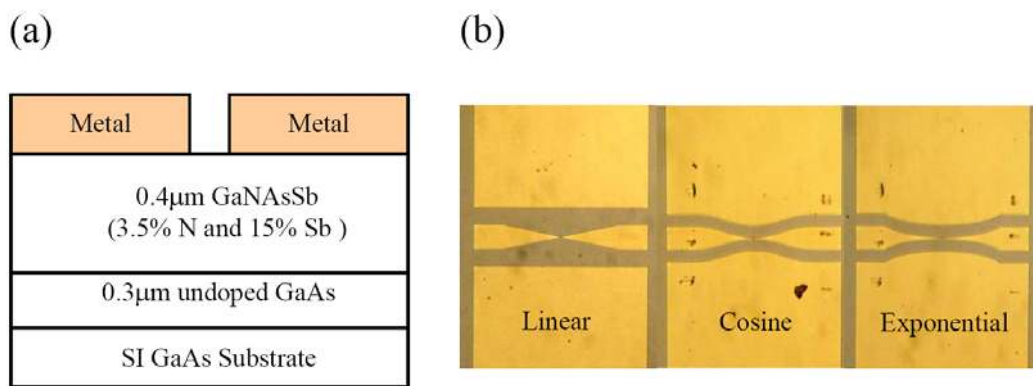 (a)
(b)
Metal
Metal
0.4μm GaNAsSb
(3.5% N and 15% Sb )
0.3μm undoped GaAs
SI GaAs Substrate
Linear
Cosine
Exponential